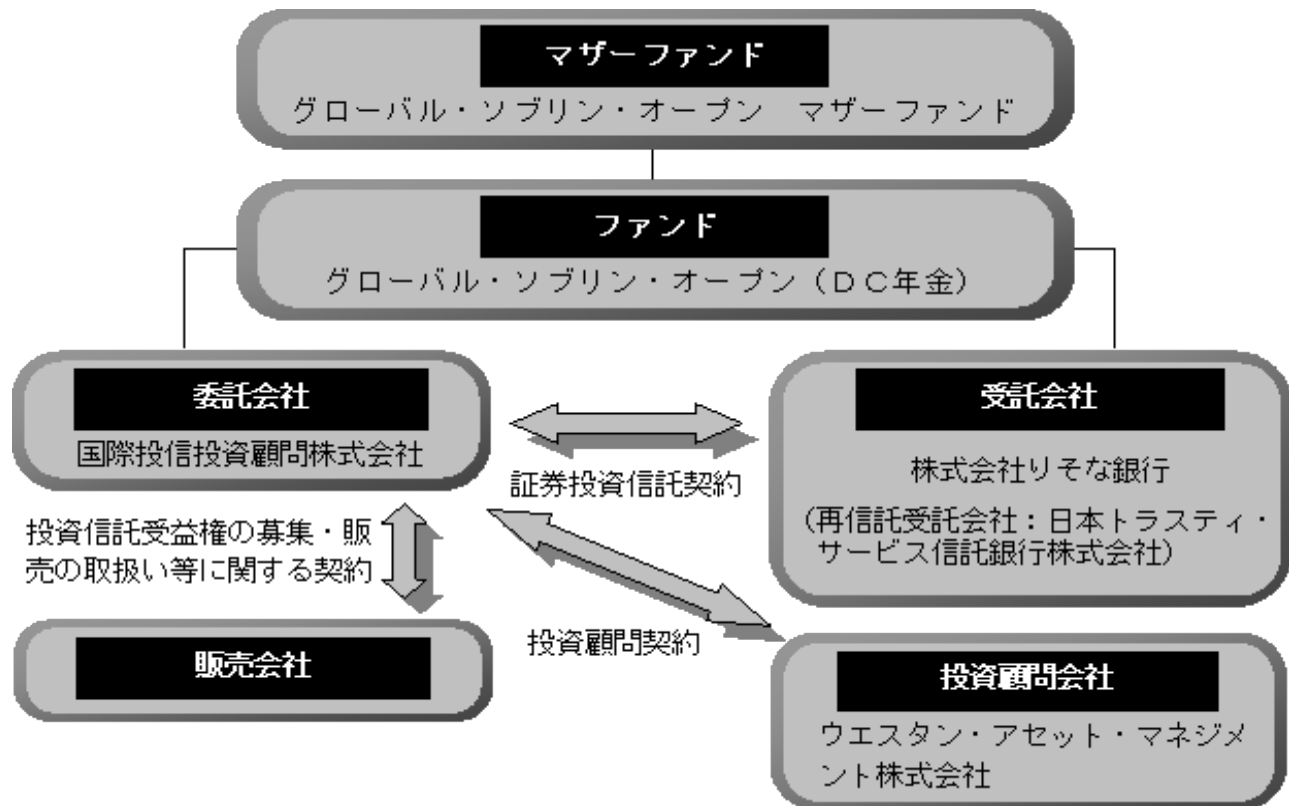 マザーファンド
グローバル・ソブリン・オープン　マザーファンド
ファンド
グローバル・ソブリン・オープン（ＤＣ年金）
委託会社
国際投信投資顧問株式会社
証券投資信託契約
受託会社
株式会社りそな銀行
（再信託受託会社：日本トラスティ・
サービス信託銀行株式会社）
投資信託受益権の募集・販
売の取扱い等に関する契約
投資顧問契約
販売会社
投資顧問会社
ウエスタン・アセット・マネジメ
ント株式会社